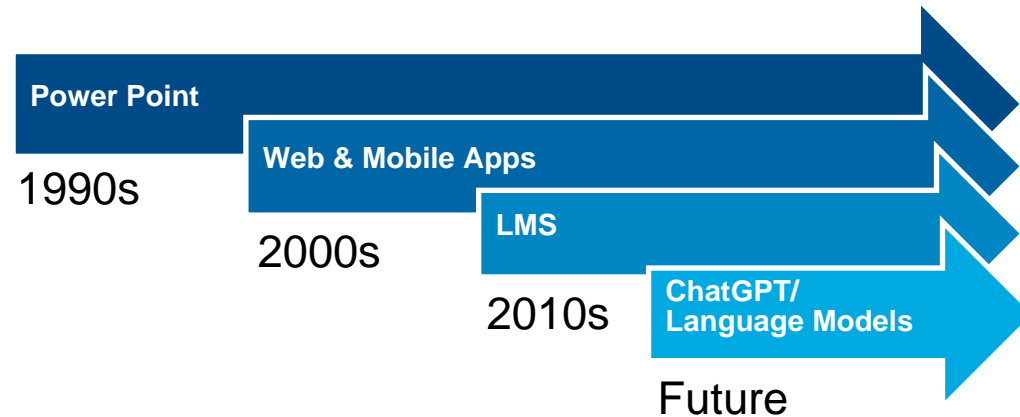 Power Point
1990s
Web & Mobile Apps
2000s
LMS
2010s
ChatGPT/
Language Models
Future